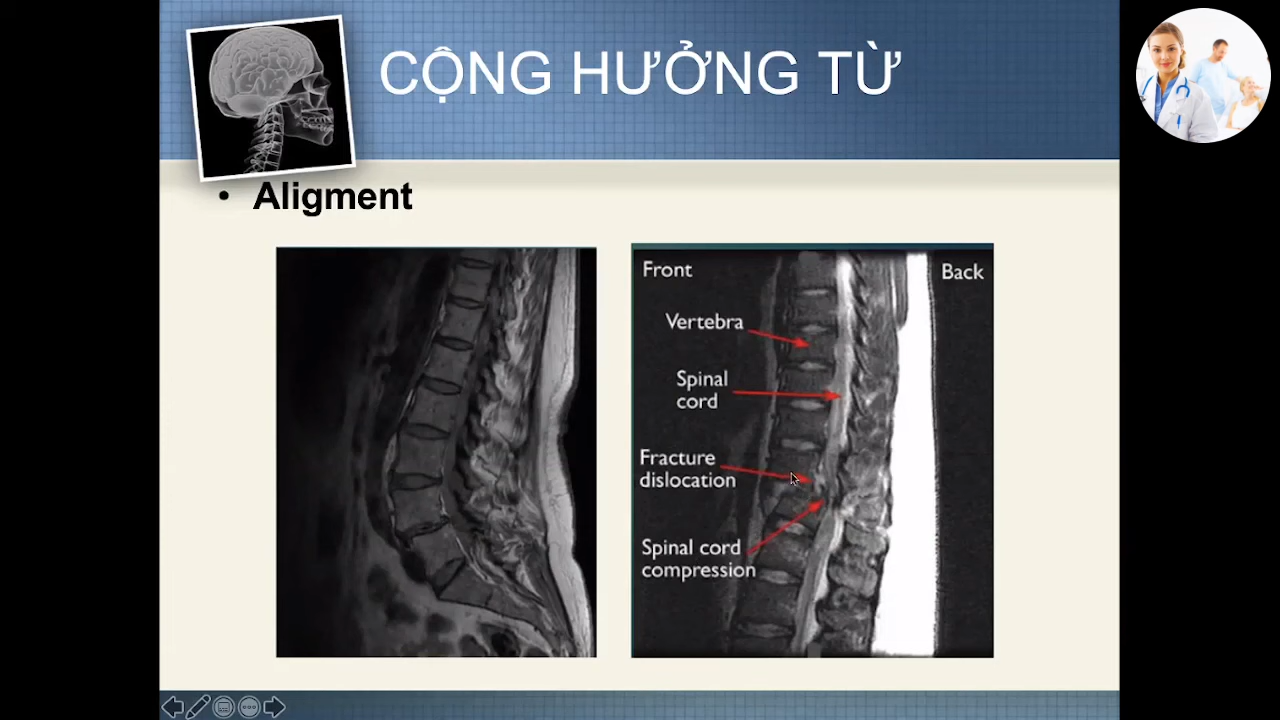 CỘNG HƯỞNG TỪ
• Aligment
Front
Back
Vertebra
Spinal
cord
Fracture
dislocation
Spinal cord
compression